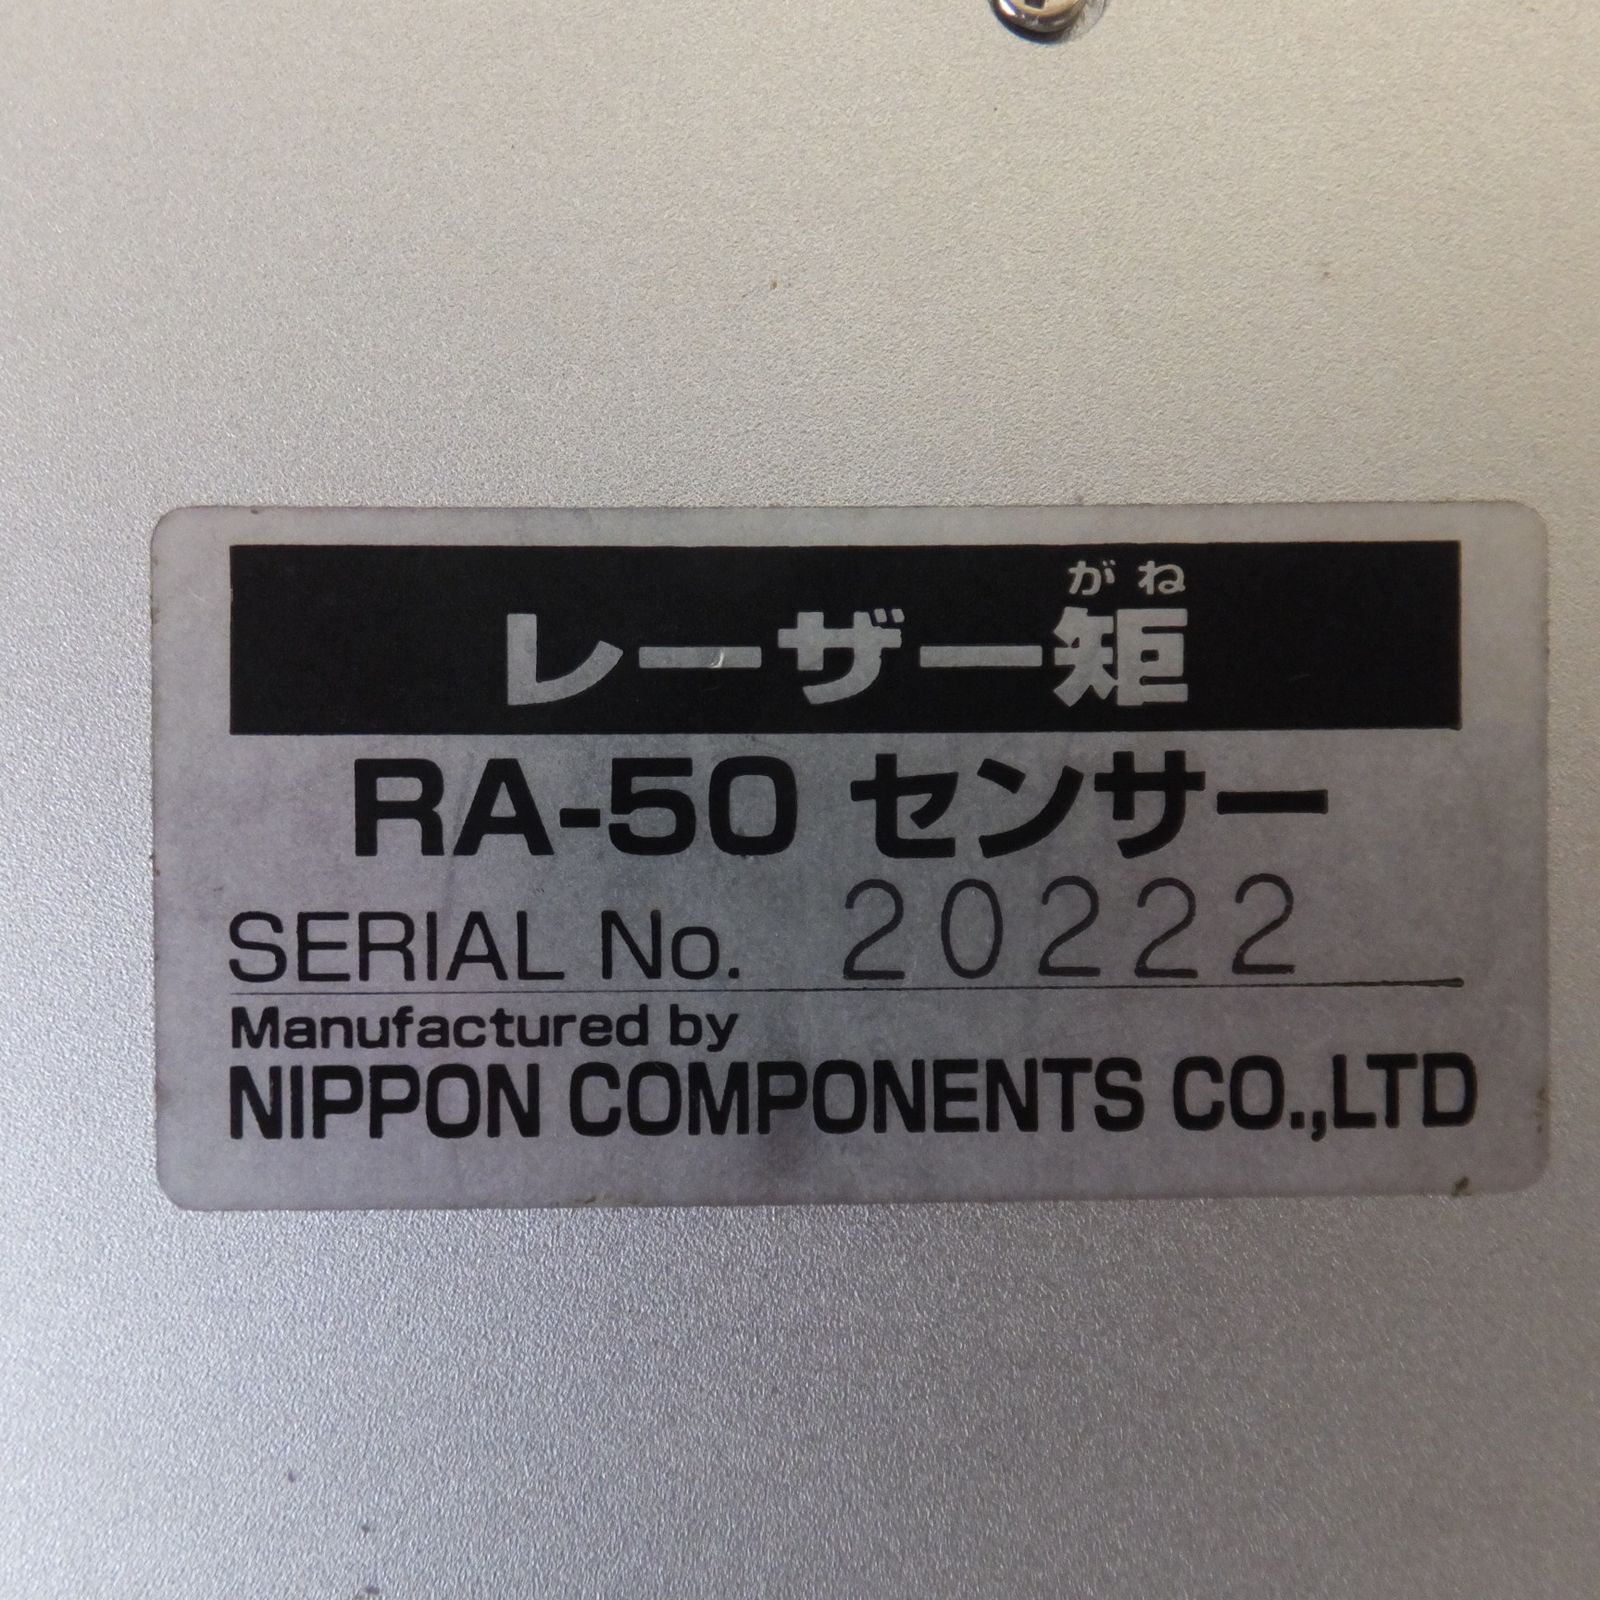 がね
レーザー矩
RA-50 センサー
SERIAL No. 20222
Manufactured by
NIPPON COMPONENTS CO.,LTD